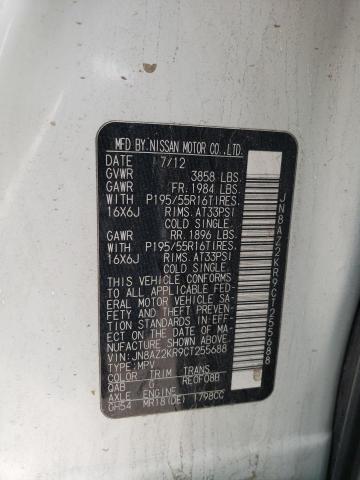 MFD BY NISSAN MOTOR CO.,LTD.
DATE 7/12
GVWR 3858 LBS.
GAWR FR. 1984 LBS.
WITH P195/55R16TIRES.
16X6J RIMS. AT33PSI
COLD SINGLE.
GAWR RR. 1896 LBS.
WITH P195/55R16TIRES.
16X6J RIMS. AT33PSI
COLD SINGLE.
THIS VEHICLE CONFORMS
TO ALL APPLICABLE FED-
ERAL MOTOR VEHICLE SA-
FETY AND THEFT PREVEN-
TION STANDARDS IN EFF-
ECT ON THE DATE OF MA-
NUFACTURE SHOWN ABOVE.
VIN:JN8AZ2KR9CT255688
TYPE:MPV
COLOR TRIM TRANS
QAB G RE0F08B
AXLE ENGINE
GH54 MR18(DE) 1798CC
JN8AZ2KR9CT255688